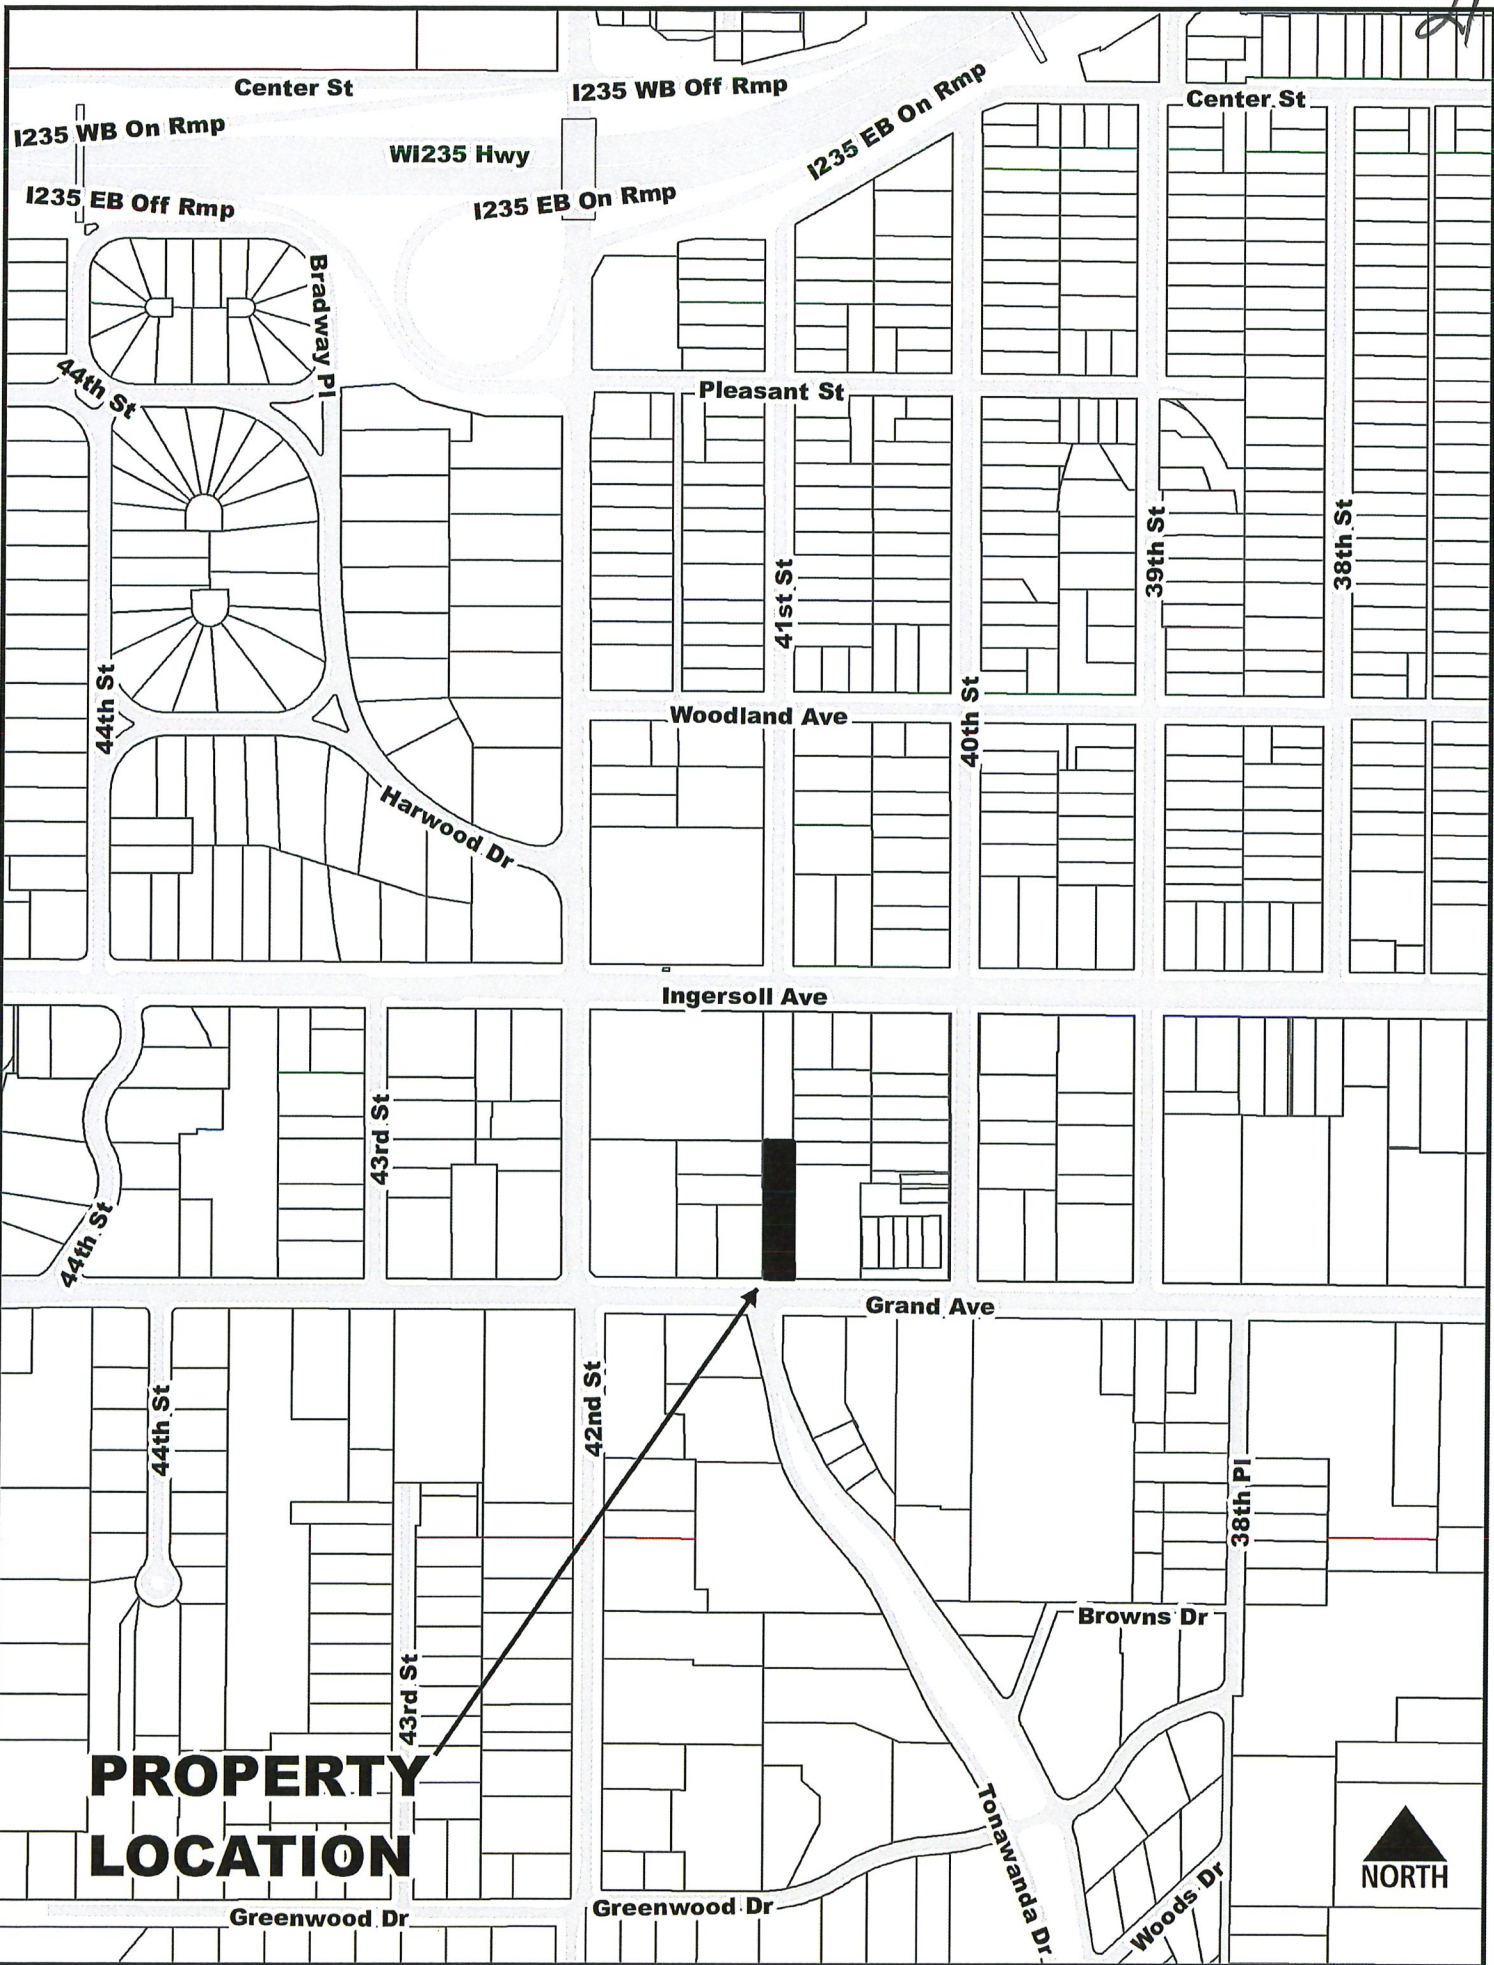 Center St
I235 WB Off Rmp
I235 EB On Rmp
Center St
I235 WB On Rmp
WI235 Hwy
I235 EB Off Rmp
I235 EB On Rmp
Bradway Pl
44th St
Pleasant St
39th St
38th St
41st St
44th St
40th St
Woodland Ave
Harwood Dr
Ingersoll Ave
43rd St
44th St
Grand Ave
42nd St
44th St
38th Pl
Browns Dr
43rd St
PROPERTY
LOCATION
Tonawanda Dr
NORTH
Woods Dr
Greenwood Dr
Greenwood Dr